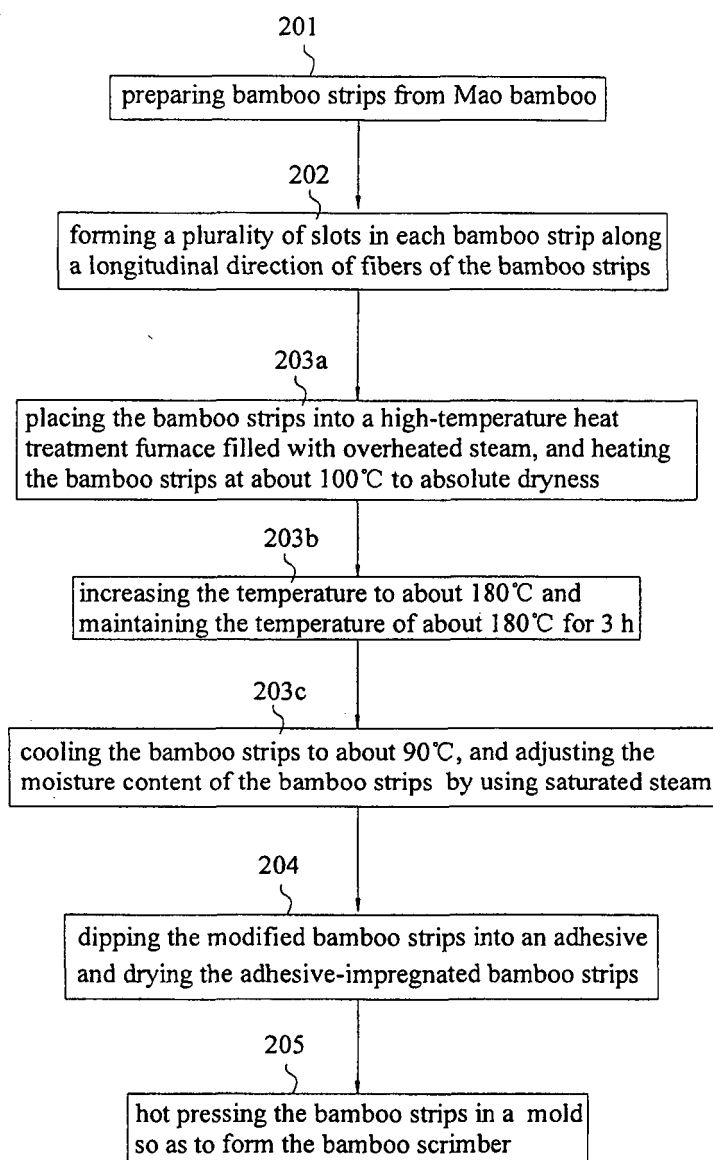 201
preparing bamboo strips from Mao bamboo
202
forming a plurality of slots in each bamboo strip along
a longitudinal direction of fibers of the bamboo strips
203a
placing the bamboo strips into a high-temperature heat
treatment furnace filled with overheated steam, and heating
the bamboo strips at about 100℃ to absolute dryness
203b
increasing the temperature to about 180℃ and
maintaining the temperature of about 180℃ for 3 h
203c
cooling the bamboo strips to about 90℃, and adjusting the
moisture content of the bamboo strips by using saturated steam
204
dipping the modified bamboo strips into an adhesive
and drying the adhesive-impregnated bamboo strips
205
hot pressing the bamboo strips in a mold
so as to form the bamboo scrimber